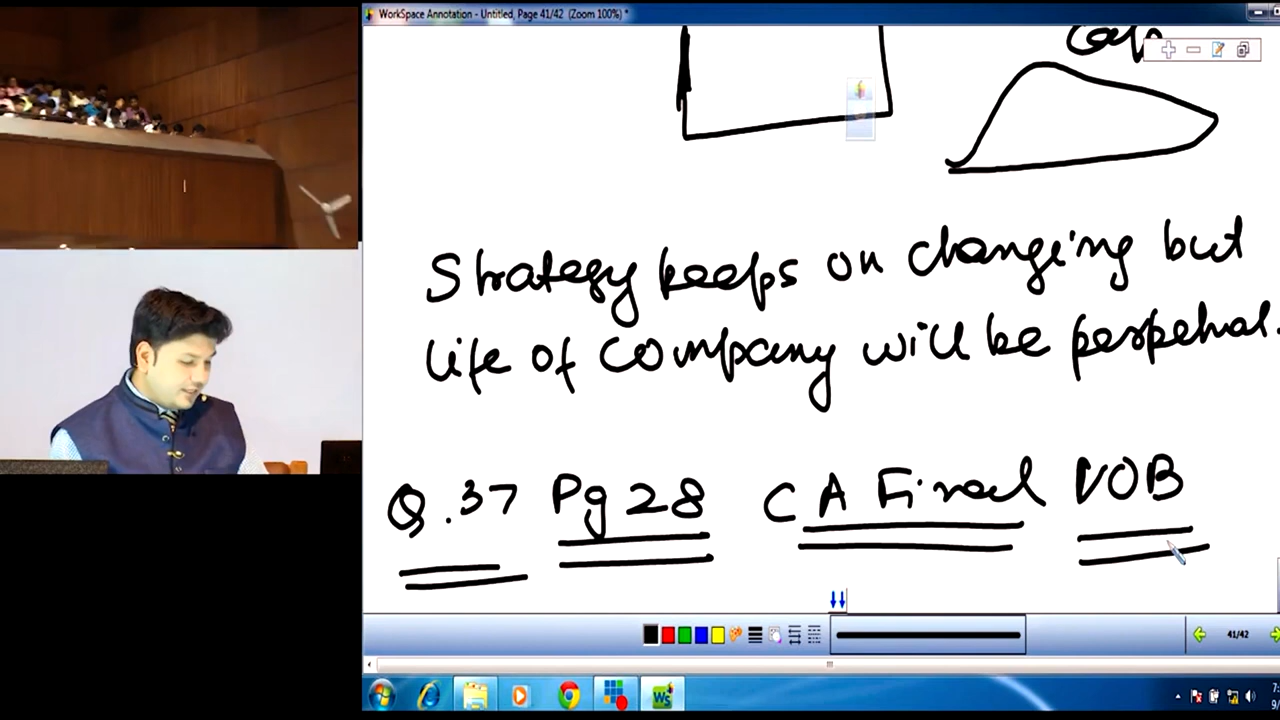 WorkSpace Annotation - Untitled, Page 41/42 (Zoom 100%) *
Strategy keeps on changing but
life of company will be perpetual.
Q.37 Pg 28 CA Final VOB
41/42